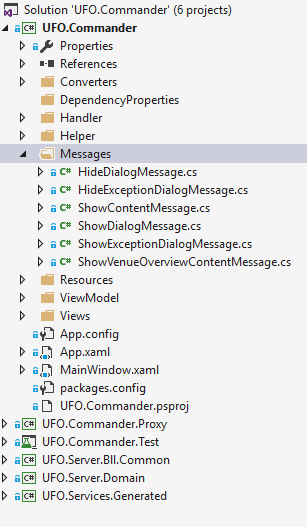 Solution 'UFO.Commander' (6 projects)
C# UFO.Commander
Properties
References
Converters
DependencyProperties
Handler
Helper
Messages
C# HideDialogMessage.cs
C# HideExceptionDialogMessage.cs
C# ShowContentMessage.cs
C# ShowDialogMessage.cs
C# ShowExceptionDialogMessage.cs
C# ShowVenueOverviewContentMessage.cs
Resources
ViewModel
Views
App.config
App.xaml
MainWindow.xaml
packages.config
UFO.Commander.psproj
C# UFO.Commander.Proxy
UFO.Commander.Test
C# UFO.Server.Bll.Common
C# UFO.Server.Domain
C# UFO.Services.Generated